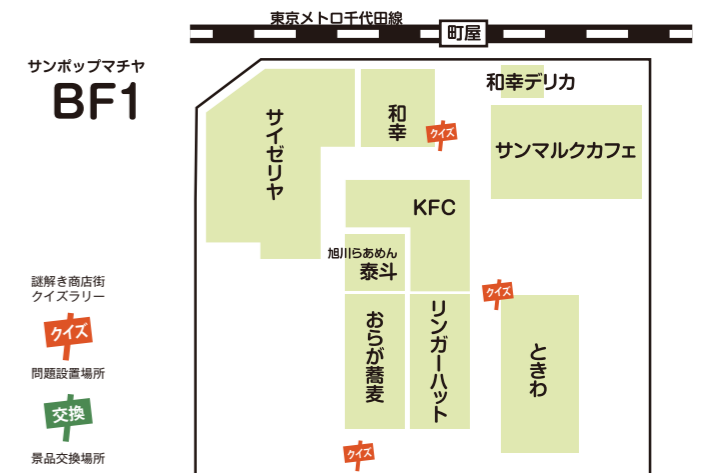 東京メトロ千代田線
町屋
サンポップマチヤ
BF1
和幸デリカ
サイゼリヤ
和幸
クイズ
サンマルクカフェ
KFC
旭川らあめん
泰斗
クイズ
おらが蕎麦
リンガーハット
ときわ
クイズ
謎解き商店街
クイズラリー
クイズ
問題設置場所
交換
景品交換場所